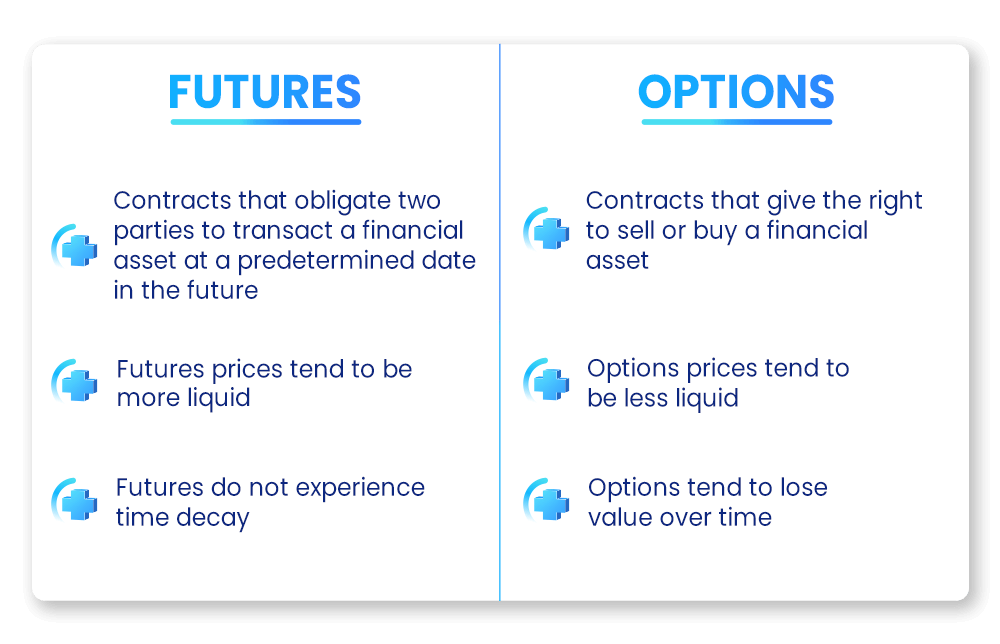 FUTURES
Contracts that obligate two
parties to transact a financial
asset at a predetermined date
in the future
Futures prices tend to be
more liquid
Futures do not experience
time decay
OPTIONS
Contracts that give the right
to sell or buy a financial
asset
Options prices tend to
be less liquid
Options tend to lose
value over time